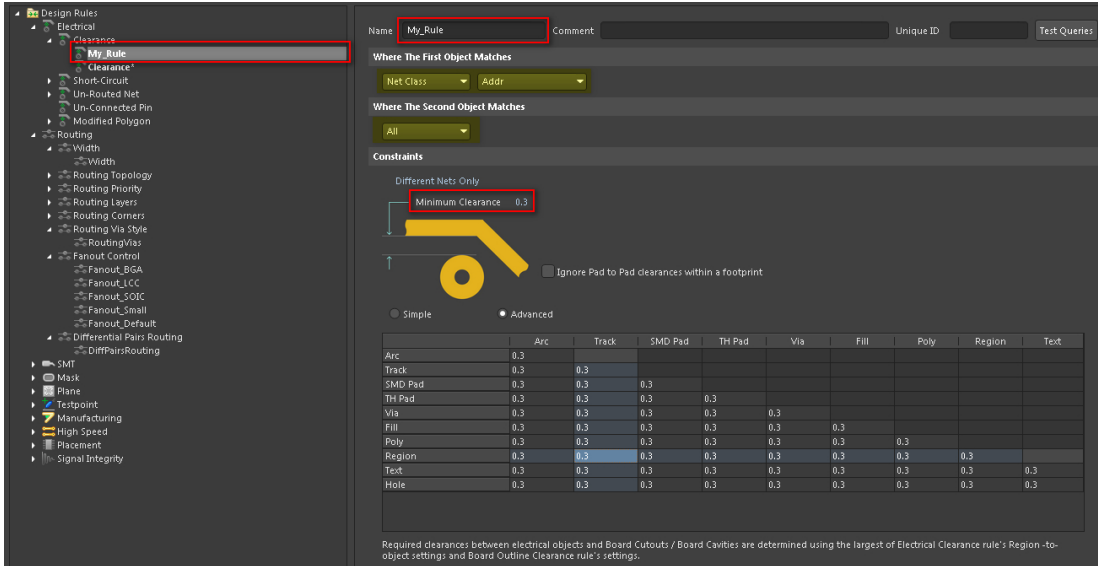 Design Rules
Electrical
Clearance
My_Rule
Clearance*
Short-Circuit
Un-Routed Net
Un-Connected Pin
Modified Polygon
Routing
Width
Width
Routing Topology
Routing Priority
Routing Layers
Routing Corners
Routing Via Style
RoutingVias
Fanout Control
Fanout_BGA
Fanout_LCC
Fanout_SOIC
Fanout_Small
Fanout_Default
Differential Pairs Routing
DiffPairsRouting
SMT
Mask
Plane
Testpoint
Manufacturing
High Speed
Placement
Signal Integrity
Name My_Rule Comment Unique ID Test Queries
Where The First Object Matches
Net Class Addr
Where The Second Object Matches
All
Constraints
Different Nets Only
Minimum Clearance 0.3
Ignore Pad to Pad clearances within a footprint
Simple Advanced
Arc Track SMD Pad TH Pad Via Fill Poly Region Text
Arc 0.3
Track 0.3 0.3
SMD Pad 0.3 0.3 0.3
TH Pad 0.3 0.3 0.3 0.3
Via 0.3 0.3 0.3 0.3 0.3
Fill 0.3 0.3 0.3 0.3 0.3 0.3
Poly 0.3 0.3 0.3 0.3 0.3 0.3 0.3
Region 0.3 0.3 0.3 0.3 0.3 0.3 0.3 0.3
Text 0.3 0.3 0.3 0.3 0.3 0.3 0.3 0.3 0.3
Hole 0.3 0.3 0.3 0.3 0.3 0.3 0.3 0.3 0.3
Required clearances between electrical objects and Board Cutouts / Board Cavities are determined using the largest of Electrical Clearance rule's Region -to-
object settings and Board Outline Clearance rule's settings.